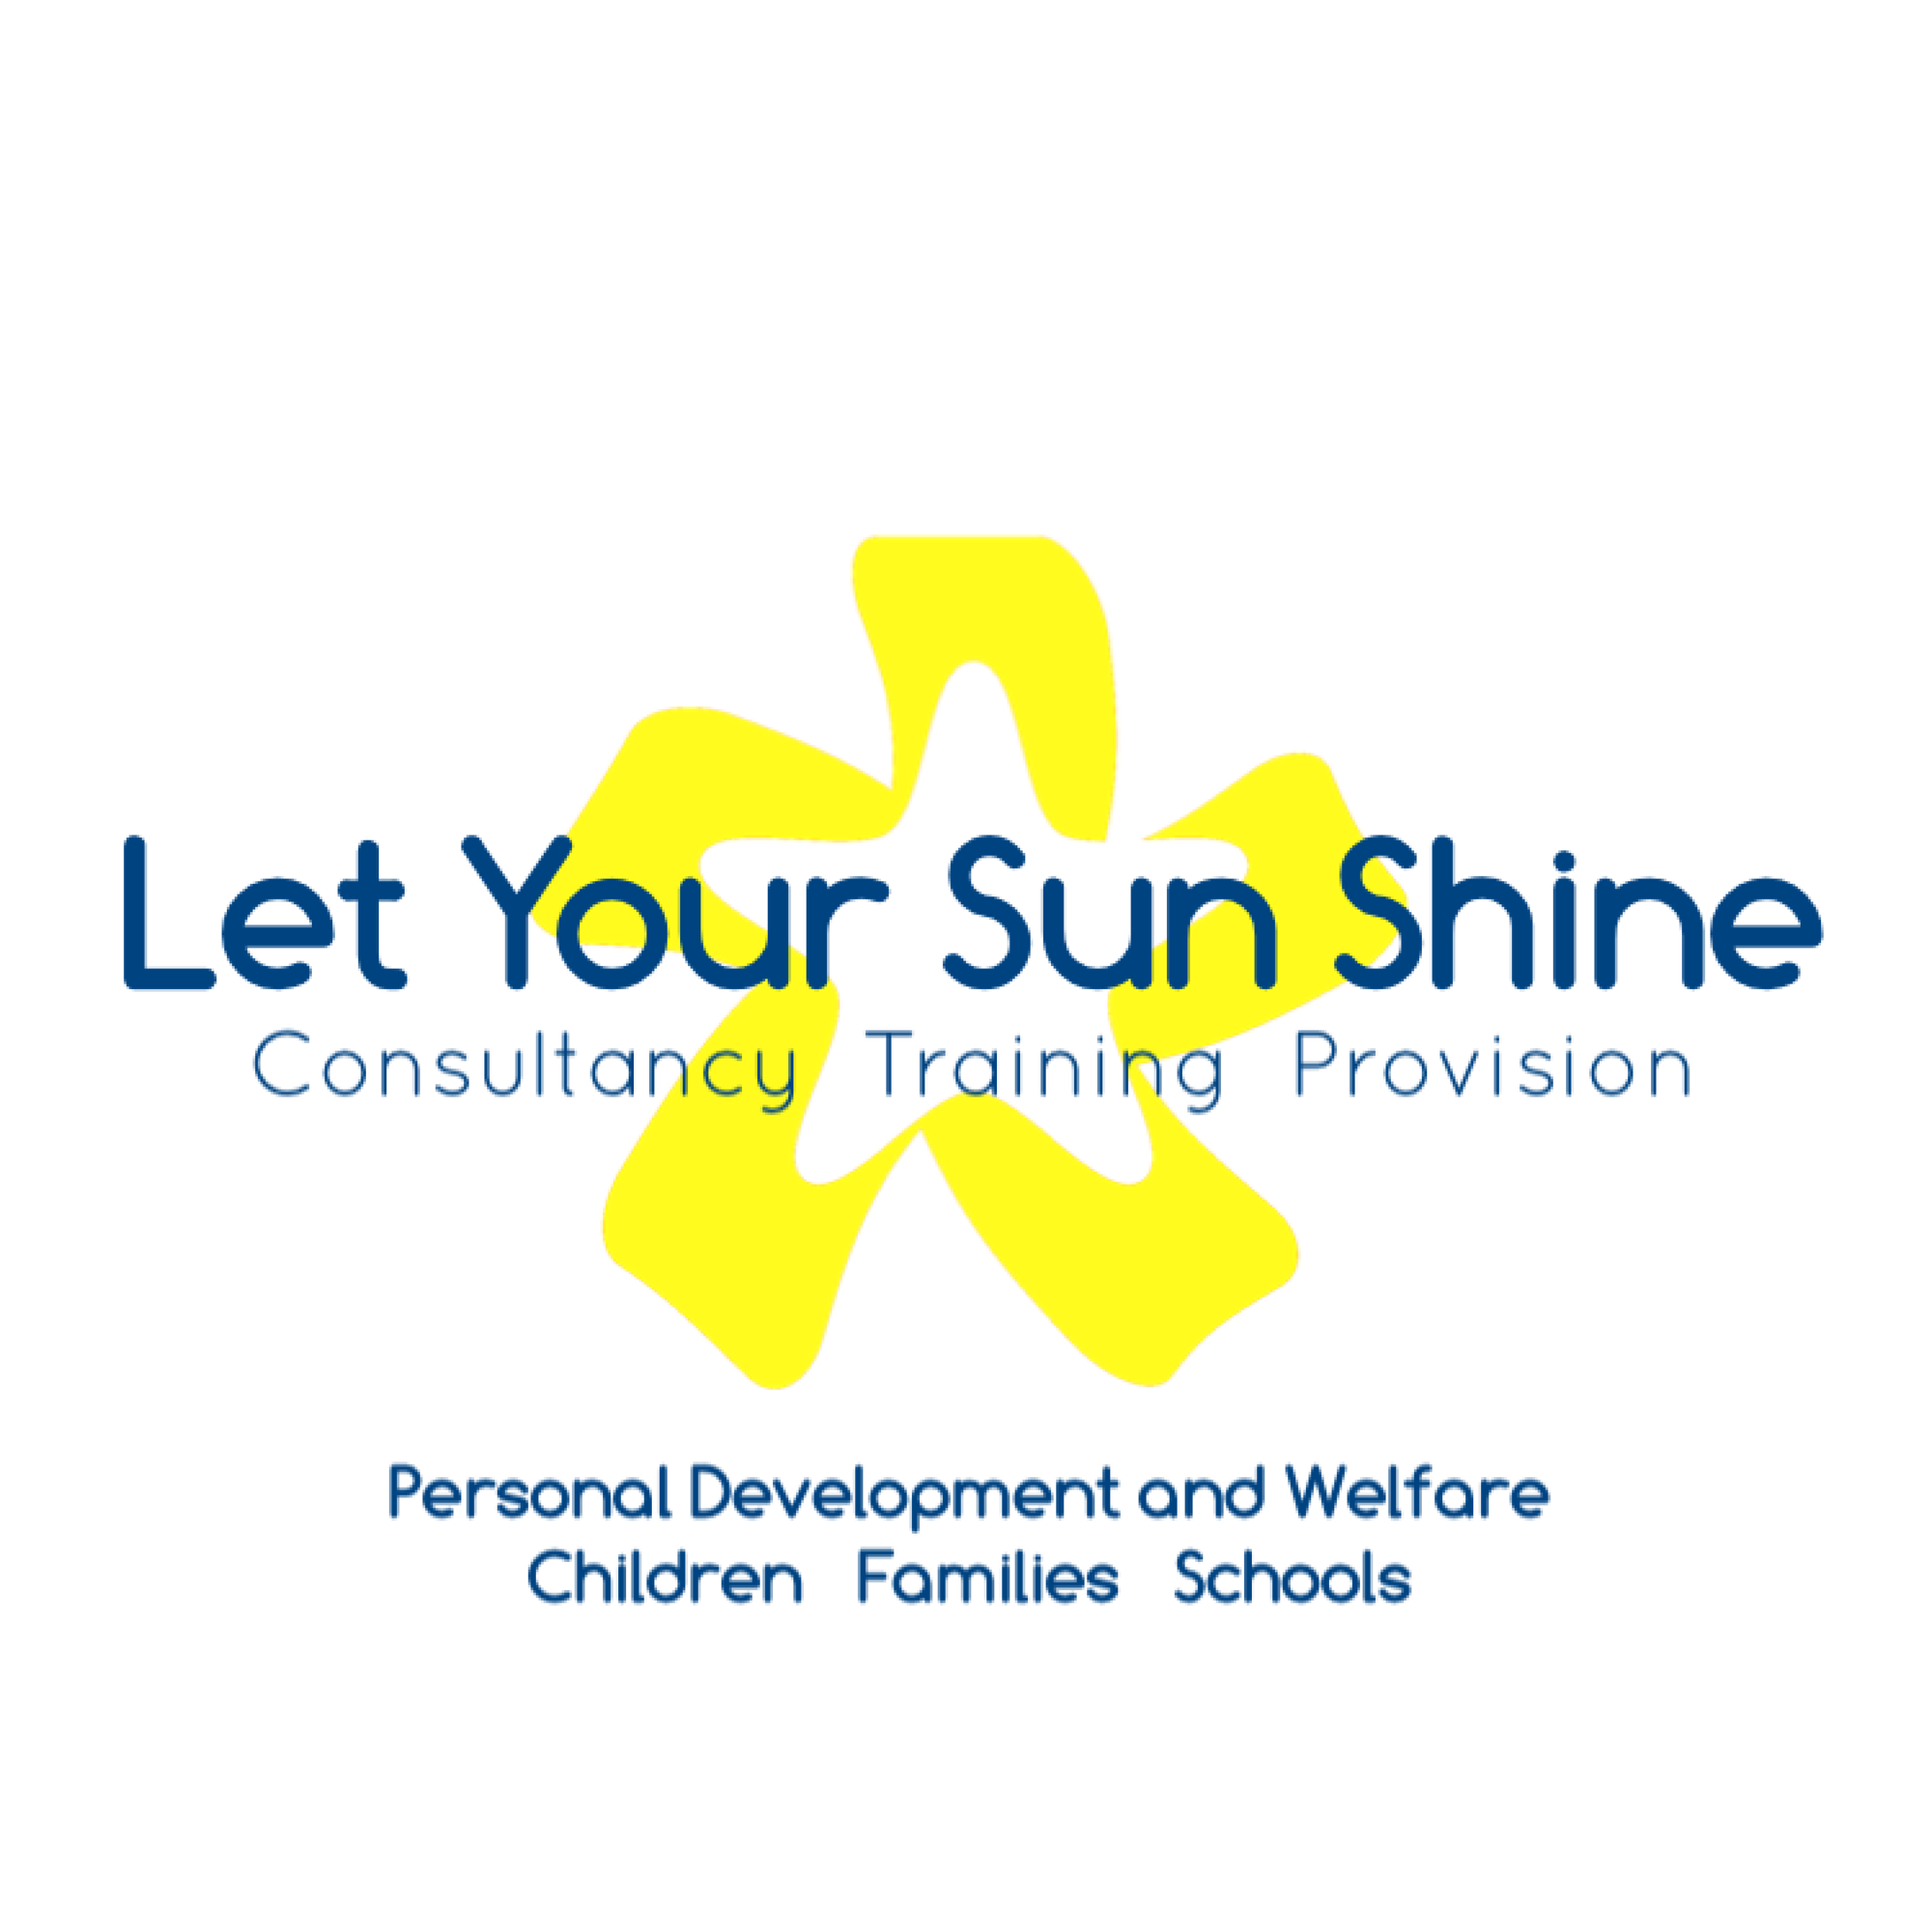 Let Your Sun Shine
Consultancy Training Provision
Personal Development and Welfare
Children Families Schools